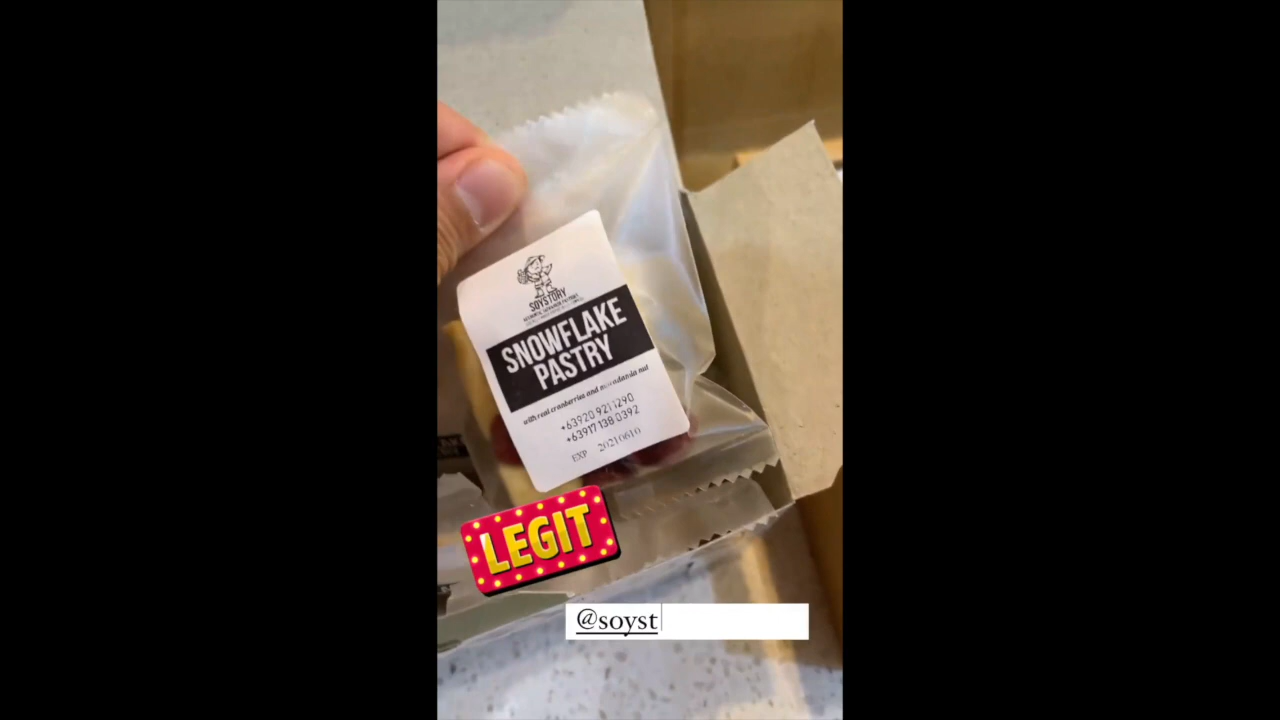 SOYSTORY
SNOWFLAKE
PASTRY
with real cranberries and macadamia nut
+63920 921 1290
+63917 138 0392
EXP 20210610
LEGIT
@soyst